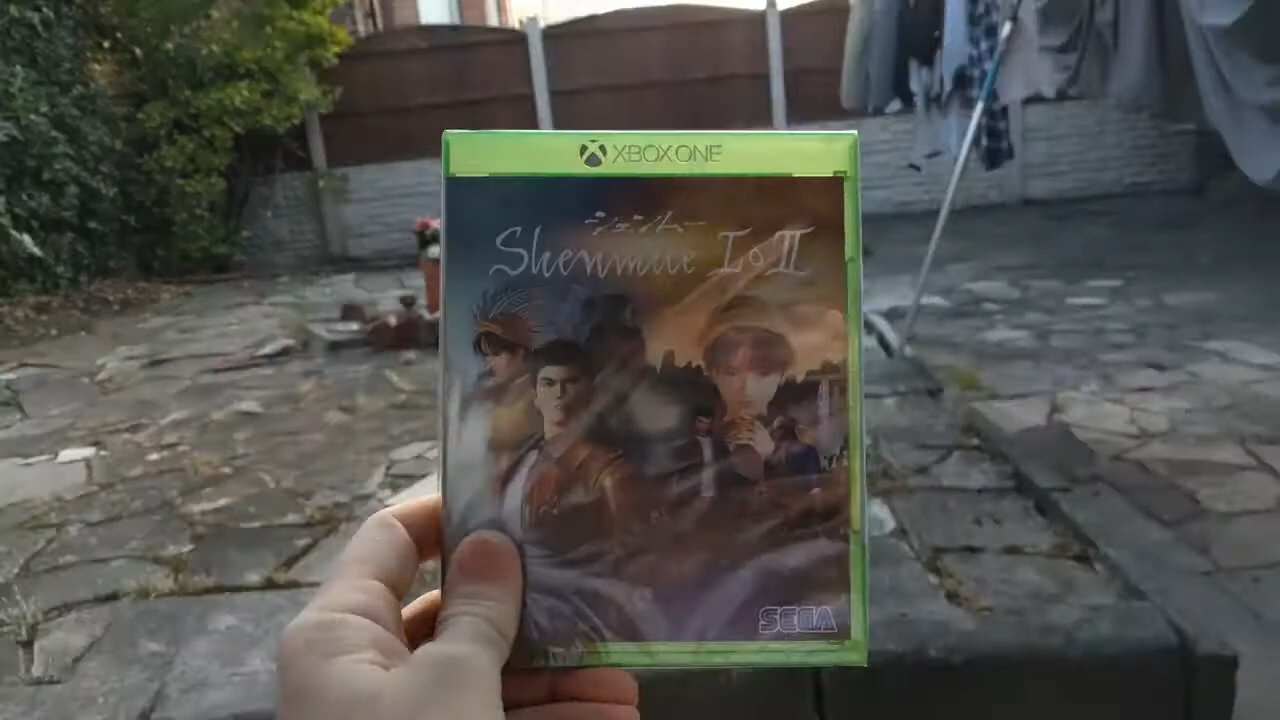 XBOX ONE
シェンムー
Shenmue I & II
SEGA